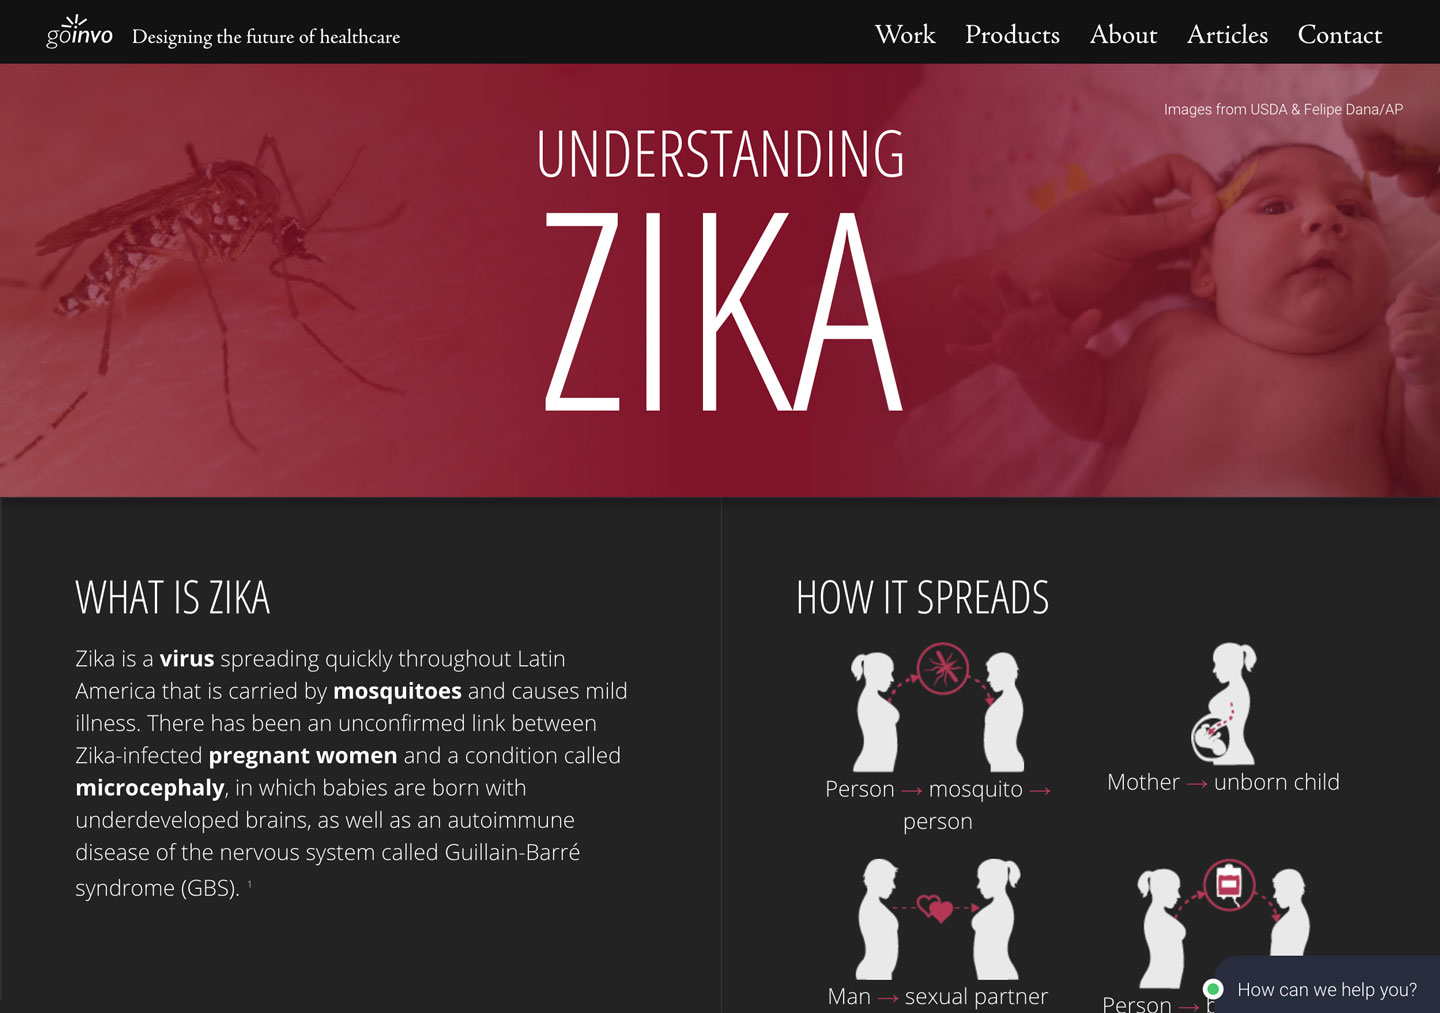 goinvo Designing the future of healthcare
Work Products About Articles Contact
Images from USDA & Felipe Dana/AP
UNDERSTANDING
ZIKA
WHAT IS ZIKA
Zika is a virus spreading quickly throughout Latin
America that is carried by mosquitoes and causes mild
illness. There has been an unconfirmed link between
Zika-infected pregnant women and a condition called
microcephaly, in which babies are born with
underdeveloped brains, as well as an autoimmune
disease of the nervous system called Guillain-Barré
syndrome (GBS). 1
HOW IT SPREADS
Person → mosquito →
person
Mother → unborn child
Man → sexual partner
Person →
How can we help you?